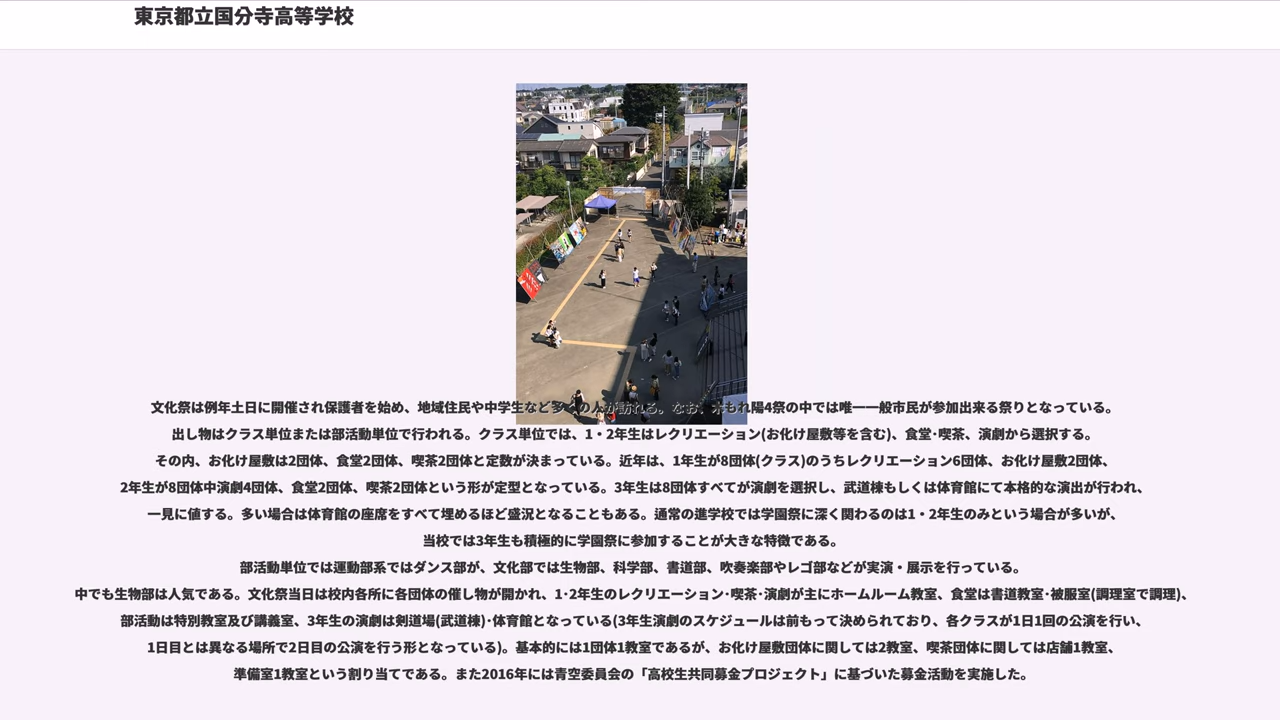 東京都立国分寺高等学校
文化祭は例年土日に開催され保護者を始め、地域住民や中学生など多くの人が訪れる。なお、木もれ陽4祭の中では唯一一般市民が参加出来る祭りとなっている。
出し物はクラス単位または部活動単位で行われる。クラス単位では、1・2年生はレクリエーション(お化け屋敷等を含む)、食堂･喫茶、演劇から選択する。
その内、お化け屋敷は2団体、食堂2団体、喫茶2団体と定数が決まっている。近年は、1年生が8団体(クラス)のうちレクリエーション6団体、お化け屋敷2団体、
2年生が8団体中演劇4団体、食堂2団体、喫茶2団体という形が定型となっている。3年生は8団体すべてが演劇を選択し、武道棟もしくは体育館にて本格的な演出が行われ、
一見に値する。多い場合は体育館の座席をすべて埋めるほど盛況となることもある。通常の進学校では学園祭に深く関わるのは1・2年生のみという場合が多いが、
当校では3年生も積極的に学園祭に参加することが大きな特徴である。
部活動単位では運動部系ではダンス部が、文化部では生物部、科学部、書道部、吹奏楽部やレゴ部などが実演・展示を行っている。
中でも生物部は人気である。文化祭当日は校内各所に各団体の催し物が開かれ、1･2年生のレクリエーション･喫茶･演劇が主にホームルーム教室、食堂は書道教室･被服室(調理室で調理)、
部活動は特別教室及び講義室、3年生の演劇は剣道場(武道棟)･体育館となっている(3年生演劇のスケジュールは前もって決められており、各クラスが1日1回の公演を行い、
1日目とは異なる場所で2日目の公演を行う形となっている)。基本的には1団体1教室であるが、お化け屋敷団体に関しては2教室、喫茶団体に関しては店舗1教室、
準備室1教室という割り当てである。また2016年には青空委員会の「高校生共同募金プロジェクト」に基づいた募金活動を実施した。